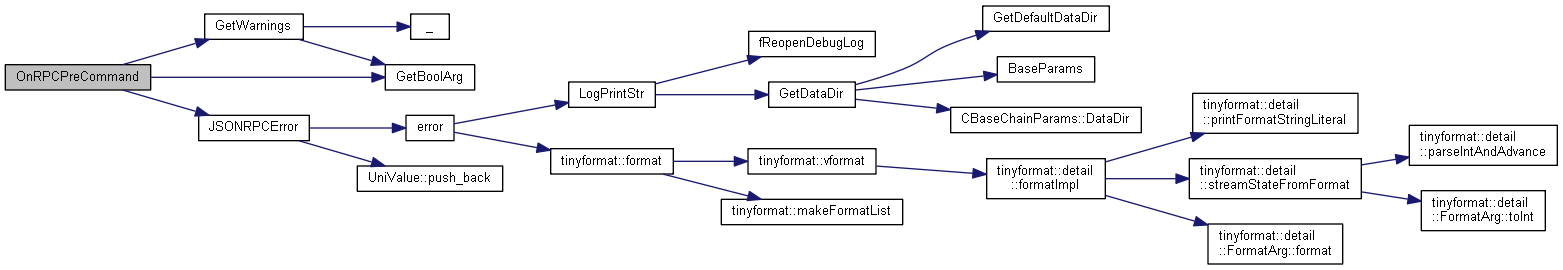 OnRPCPreCommand
GetWarnings
_
GetBoolArg
JSONRPCError
error
UniValue::push_back
LogPrintStr
fReopenDebugLog
GetDataDir
GetDefaultDataDir
BaseParams
CBaseChainParams::DataDir
tinyformat::format
tinyformat::vformat
tinyformat::makeFormatList
tinyformat::detail
::formatImpl
tinyformat::detail
::printFormatStringLiteral
tinyformat::detail
::streamStateFromFormat
tinyformat::detail
::FormatArg::format
tinyformat::detail
::parseIntAndAdvance
tinyformat::detail
::FormatArg::toInt